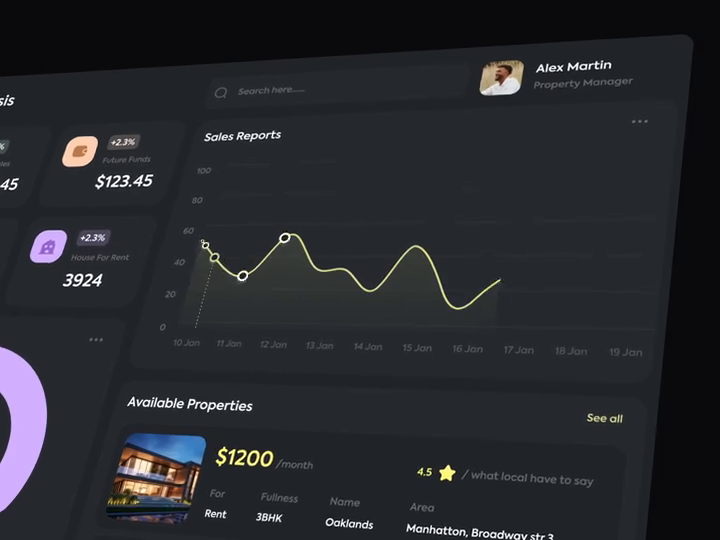 sis
Search here.....
Alex Martin
Property Manager
%
les
.45
+2.3%
Future Funds
$123.45
+2.3%
House For Rent
3924
Sales Reports
100
80
60
40
20
0
10 Jan 11 Jan 12 Jan 13 Jan 14 Jan 15 Jan 16 Jan 17 Jan 18 Jan 19 Jan
Available Properties
See all
$1200 /month
4.5 / what local have to say
For Fullness Name Area
Rent 3BHK Oaklands Manhatton, Broadway str 3